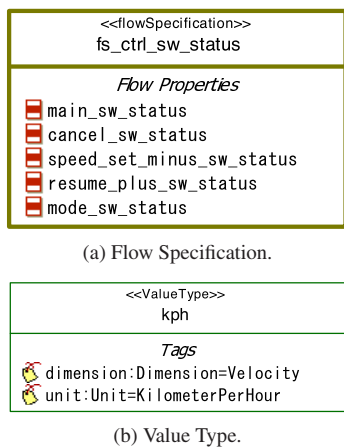 <<flowSpecification>>
fs_ctrl_sw_status
Flow Properties
main_sw_status
cancel_sw_status
speed_set_minus_sw_status
resume_plus_sw_status
mode_sw_status
(a) Flow Specification.
<<ValueType>>
kph
Tags
dimension:Dimension=Velocity
unit:Unit=KilometerPerHour
(b) Value Type.